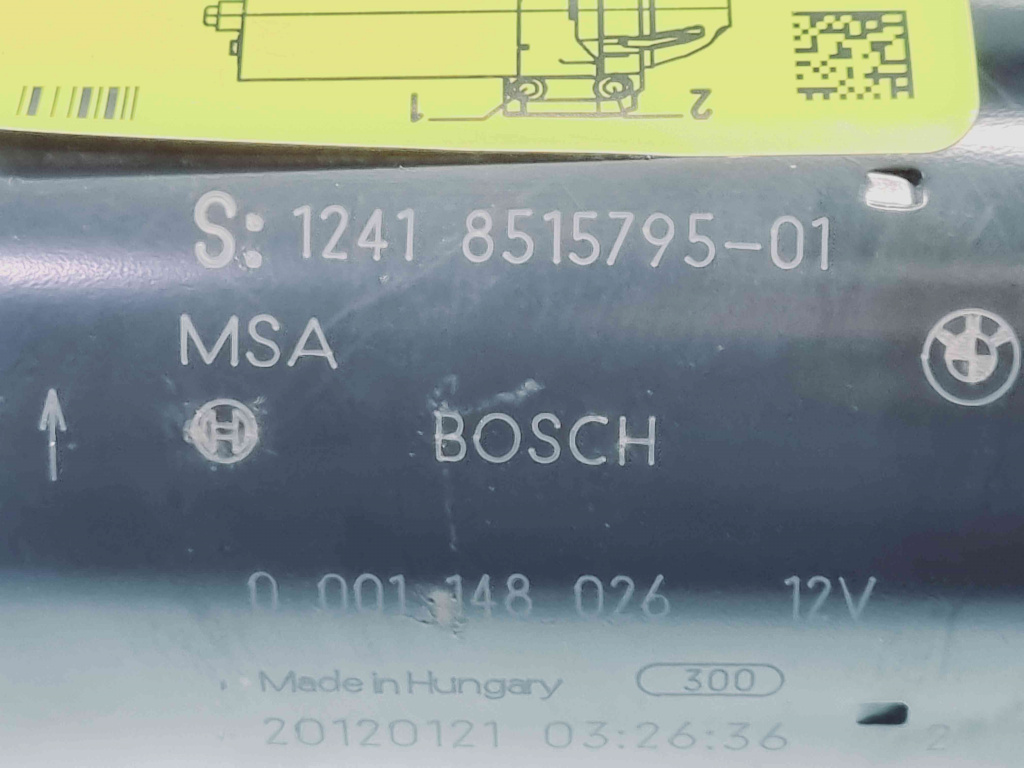 1 2
S: 1241 8515795-01
MSA
H BOSCH
0 001 148 026 12V
Made in Hungary 300
20120121 03:26:36 2